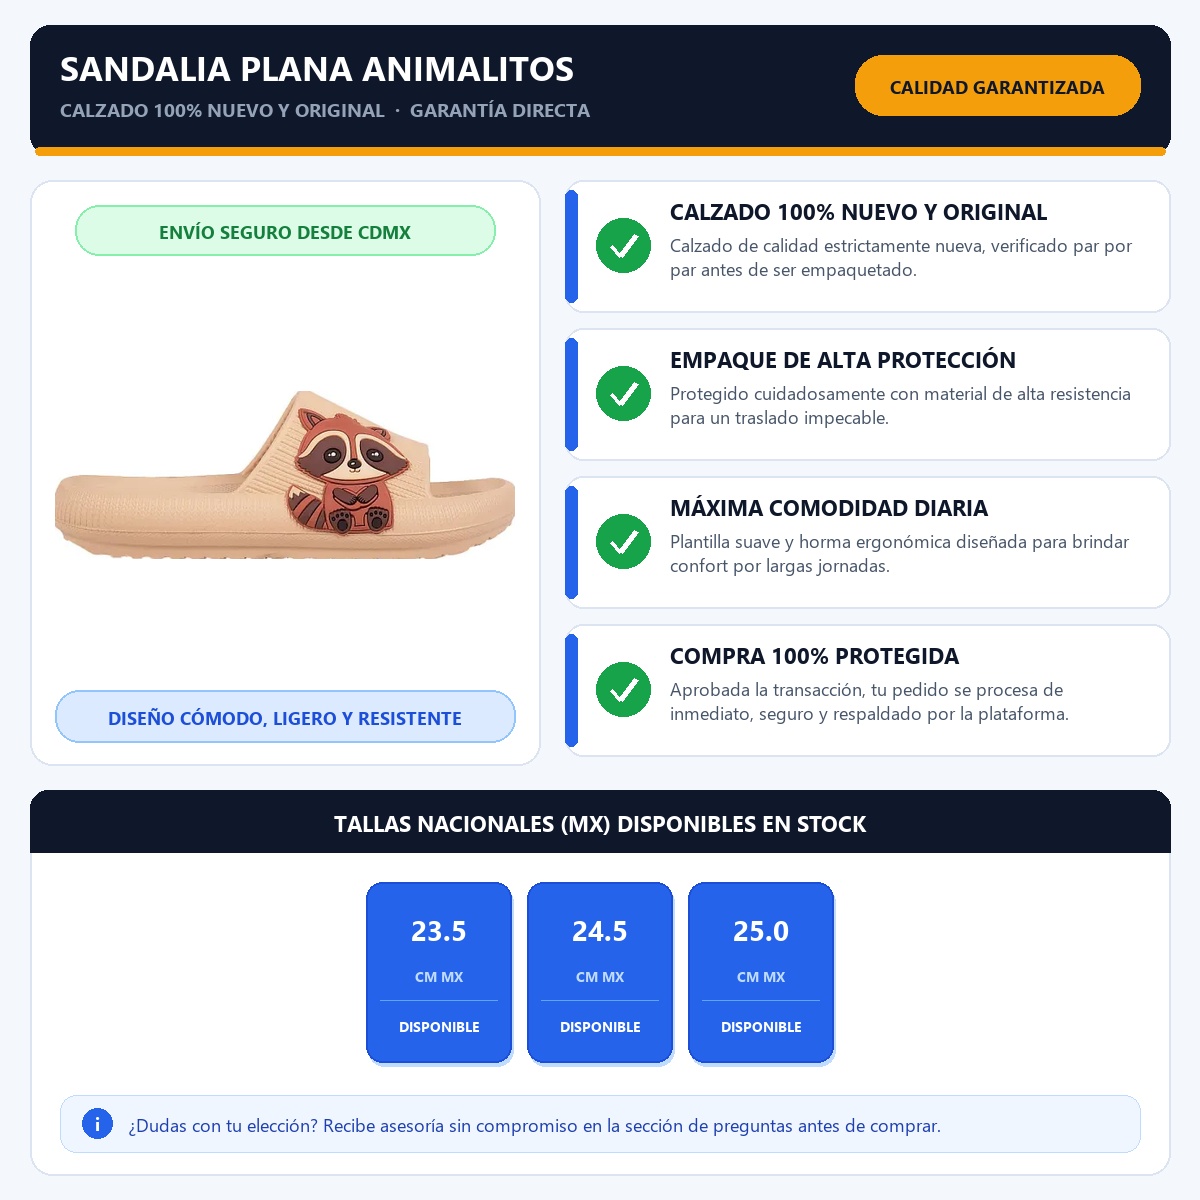 SANDALIA PLANA ANIMALITOS
CALZADO 100% NUEVO Y ORIGINAL · GARANTÍA DIRECTA
CALIDAD GARANTIZADA
ENVÍO SEGURO DESDE CDMX
DISEÑO CÓMODO, LIGERO Y RESISTENTE
CALZADO 100% NUEVO Y ORIGINAL
Calzado de calidad estrictamente nueva, verificado par por
par antes de ser empaquetado.
EMPAQUE DE ALTA PROTECCIÓN
Protegido cuidadosamente con material de alta resistencia
para un traslado impecable.
MÁXIMA COMODIDAD DIARIA
Plantilla suave y horma ergonómica diseñada para brindar
confort por largas jornadas.
COMPRA 100% PROTEGIDA
Aprobada la transacción, tu pedido se procesa de
inmediato, seguro y respaldado por la plataforma.
TALLAS NACIONALES (MX) DISPONIBLES EN STOCK
23.5
CM MX
DISPONIBLE
24.5
CM MX
DISPONIBLE
25.0
CM MX
DISPONIBLE
¿Dudas con tu elección? Recibe asesoría sin compromiso en la sección de preguntas antes de comprar.